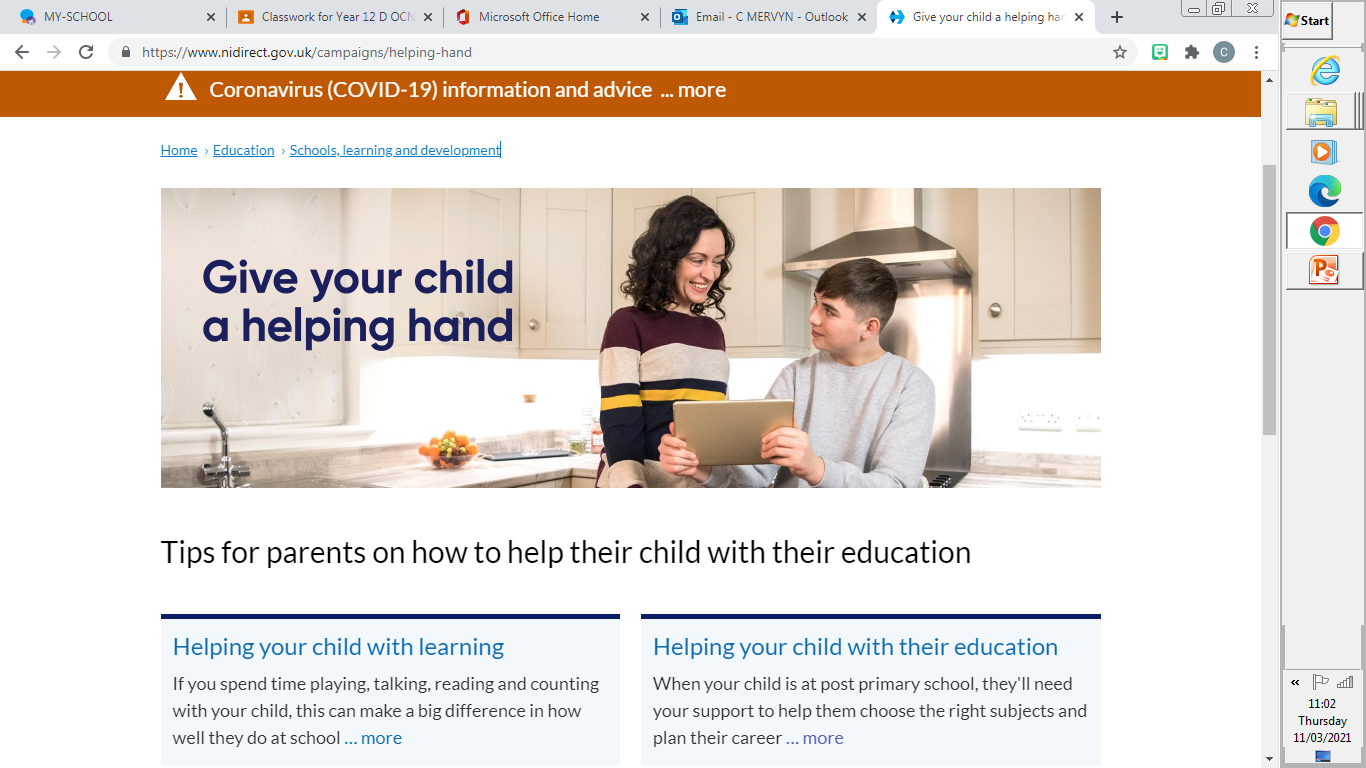 MY-SCHOOL
Classwork for Year 12 D OCN
Microsoft Office Home
Email - C MERVYN - Outlook
Give your child a helping har
Start
https://www.nidirect.gov.uk/campaigns/helping-hand
C
Coronavirus (COVID-19) information and advice ... more
Home › Education › Schools, learning and development
Give your child
a helping hand
Tips for parents on how to help their child with their education
Helping your child with learning
If you spend time playing, talking, reading and counting
with your child, this can make a big difference in how
well they do at school ... more
Helping your child with their education
When your child is at post primary school, they'll need
your support to help them choose the right subjects and
plan their career ... more
11:02
Thursday
11/03/2021